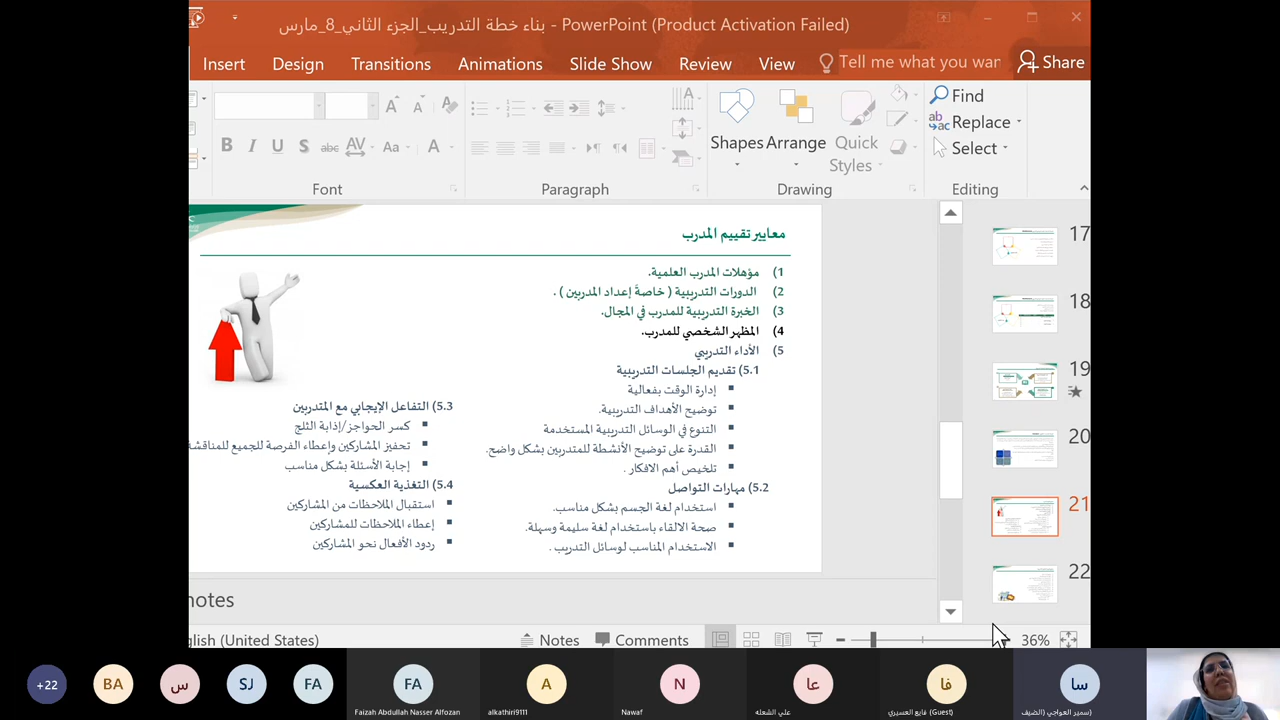 بناء خطة التدريب_الجزء الثاني_8_مارس - PowerPoint (Product Activation Failed)
Insert Design Transitions Animations Slide Show Review View Tell me what you war Share
Find
Replace
Select
Shapes Arrange Quick Styles
B I U S abc AV Aa A
Font Paragraph Drawing Editing
معايير تقييم المدرب
1) مؤهلات المدرب العلمية.
2) الدورات التدريبية ( خاصةً إعداد المدربين ) .
3) الخبرة التدريبية للمدرب في المجال.
4) المظهر الشخصي للمدرب.
5) الأداء التدريبي
5.1) تقديم الجلسات التدريبية
إدارة الوقت بفعالية
توضيح الأهداف التدريبية.
التنوع في الوسائل التدريبية المستخدمة
القدرة على توضيح الأنشطة للمتدربين بشكل واضح.
تلخيص أهم الافكار .
5.2) مهارات التواصل
استخدام لغة الجسم بشكل مناسب.
صحة الالقاء باستخدام لغة سليمة وسهلة.
الاستخدام المناسب لوسائل التدريب .
5.3) التفاعل الإيجابي مع المتدربين
كسر الحواجز/إذابة الثلج
تحفيز المشاركين وإعطاء الفرصة للجميع للمناقشة
إجابة الأسئلة بشكل مناسب
5.4) التغذية العكسية
استقبال الملاحظات من المشاركين
إعطاء الملاحظات للمشاركين
ردود الأفعال نحو المشاركين
17
18
19
20
21
22
notes
glish (United States) Notes Comments 36%
+22 BA س SJ FA FA A N عا فا سا
Faizah Abdullah Nasser Alfozan alkathiri9111 Nawaf علي الشعله فايع العسيري (Guest) سمير العواجي (الضيف)